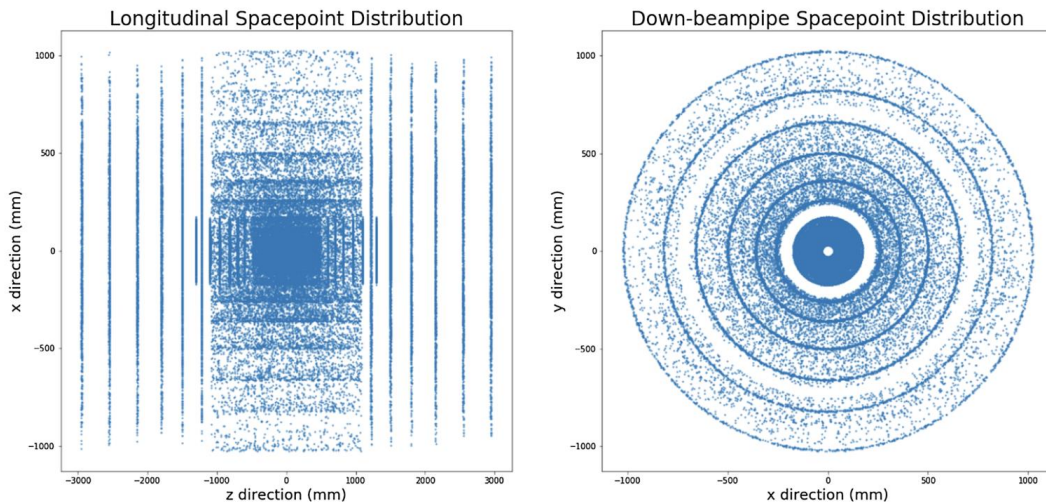 Longitudinal Spacepoint Distribution
Down-beampipe Spacepoint Distribution
1000
500
0
−500
−1000
x direction (mm)
−3000 −2000 −1000 0 1000 2000 3000
z direction (mm)
1000
500
0
−500
−1000
y direction (mm)
−1000 −500 0 500 1000
x direction (mm)